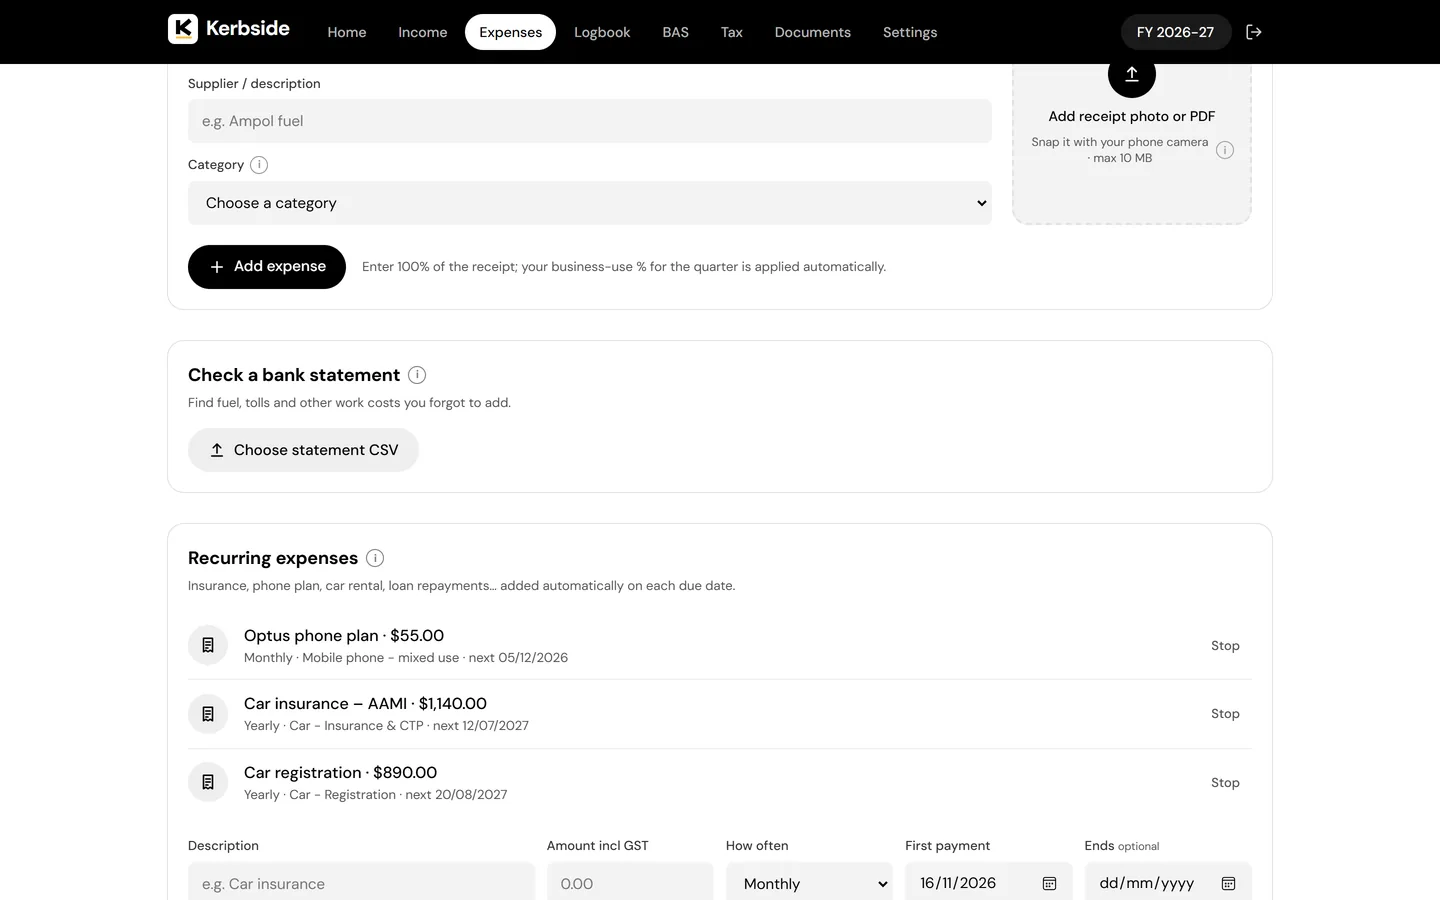 Kerbside
Home
Income
Expenses
Logbook
BAS
Tax
Documents
Settings
FY 2026-27
Supplier / description
e.g. Ampol fuel
Category
Choose a category
Add receipt photo or PDF
Snap it with your phone camera
· max 10 MB
Add expense
Enter 100% of the receipt; your business-use % for the quarter is applied automatically.
Check a bank statement
Find fuel, tolls and other work costs you forgot to add.
Choose statement CSV
Recurring expenses
Insurance, phone plan, car rental, loan repayments... added automatically on each due date.
Optus phone plan · $55.00
Monthly · Mobile phone - mixed use · next 05/12/2026
Stop
Car insurance – AAMI · $1,140.00
Yearly · Car - Insurance & CTP · next 12/07/2027
Stop
Car registration · $890.00
Yearly · Car - Registration · next 20/08/2027
Stop
Description
Amount incl GST
How often
First payment
Ends optional
e.g. Car insurance
0.00
Monthly
16/11/2026
dd/mm/yyyy